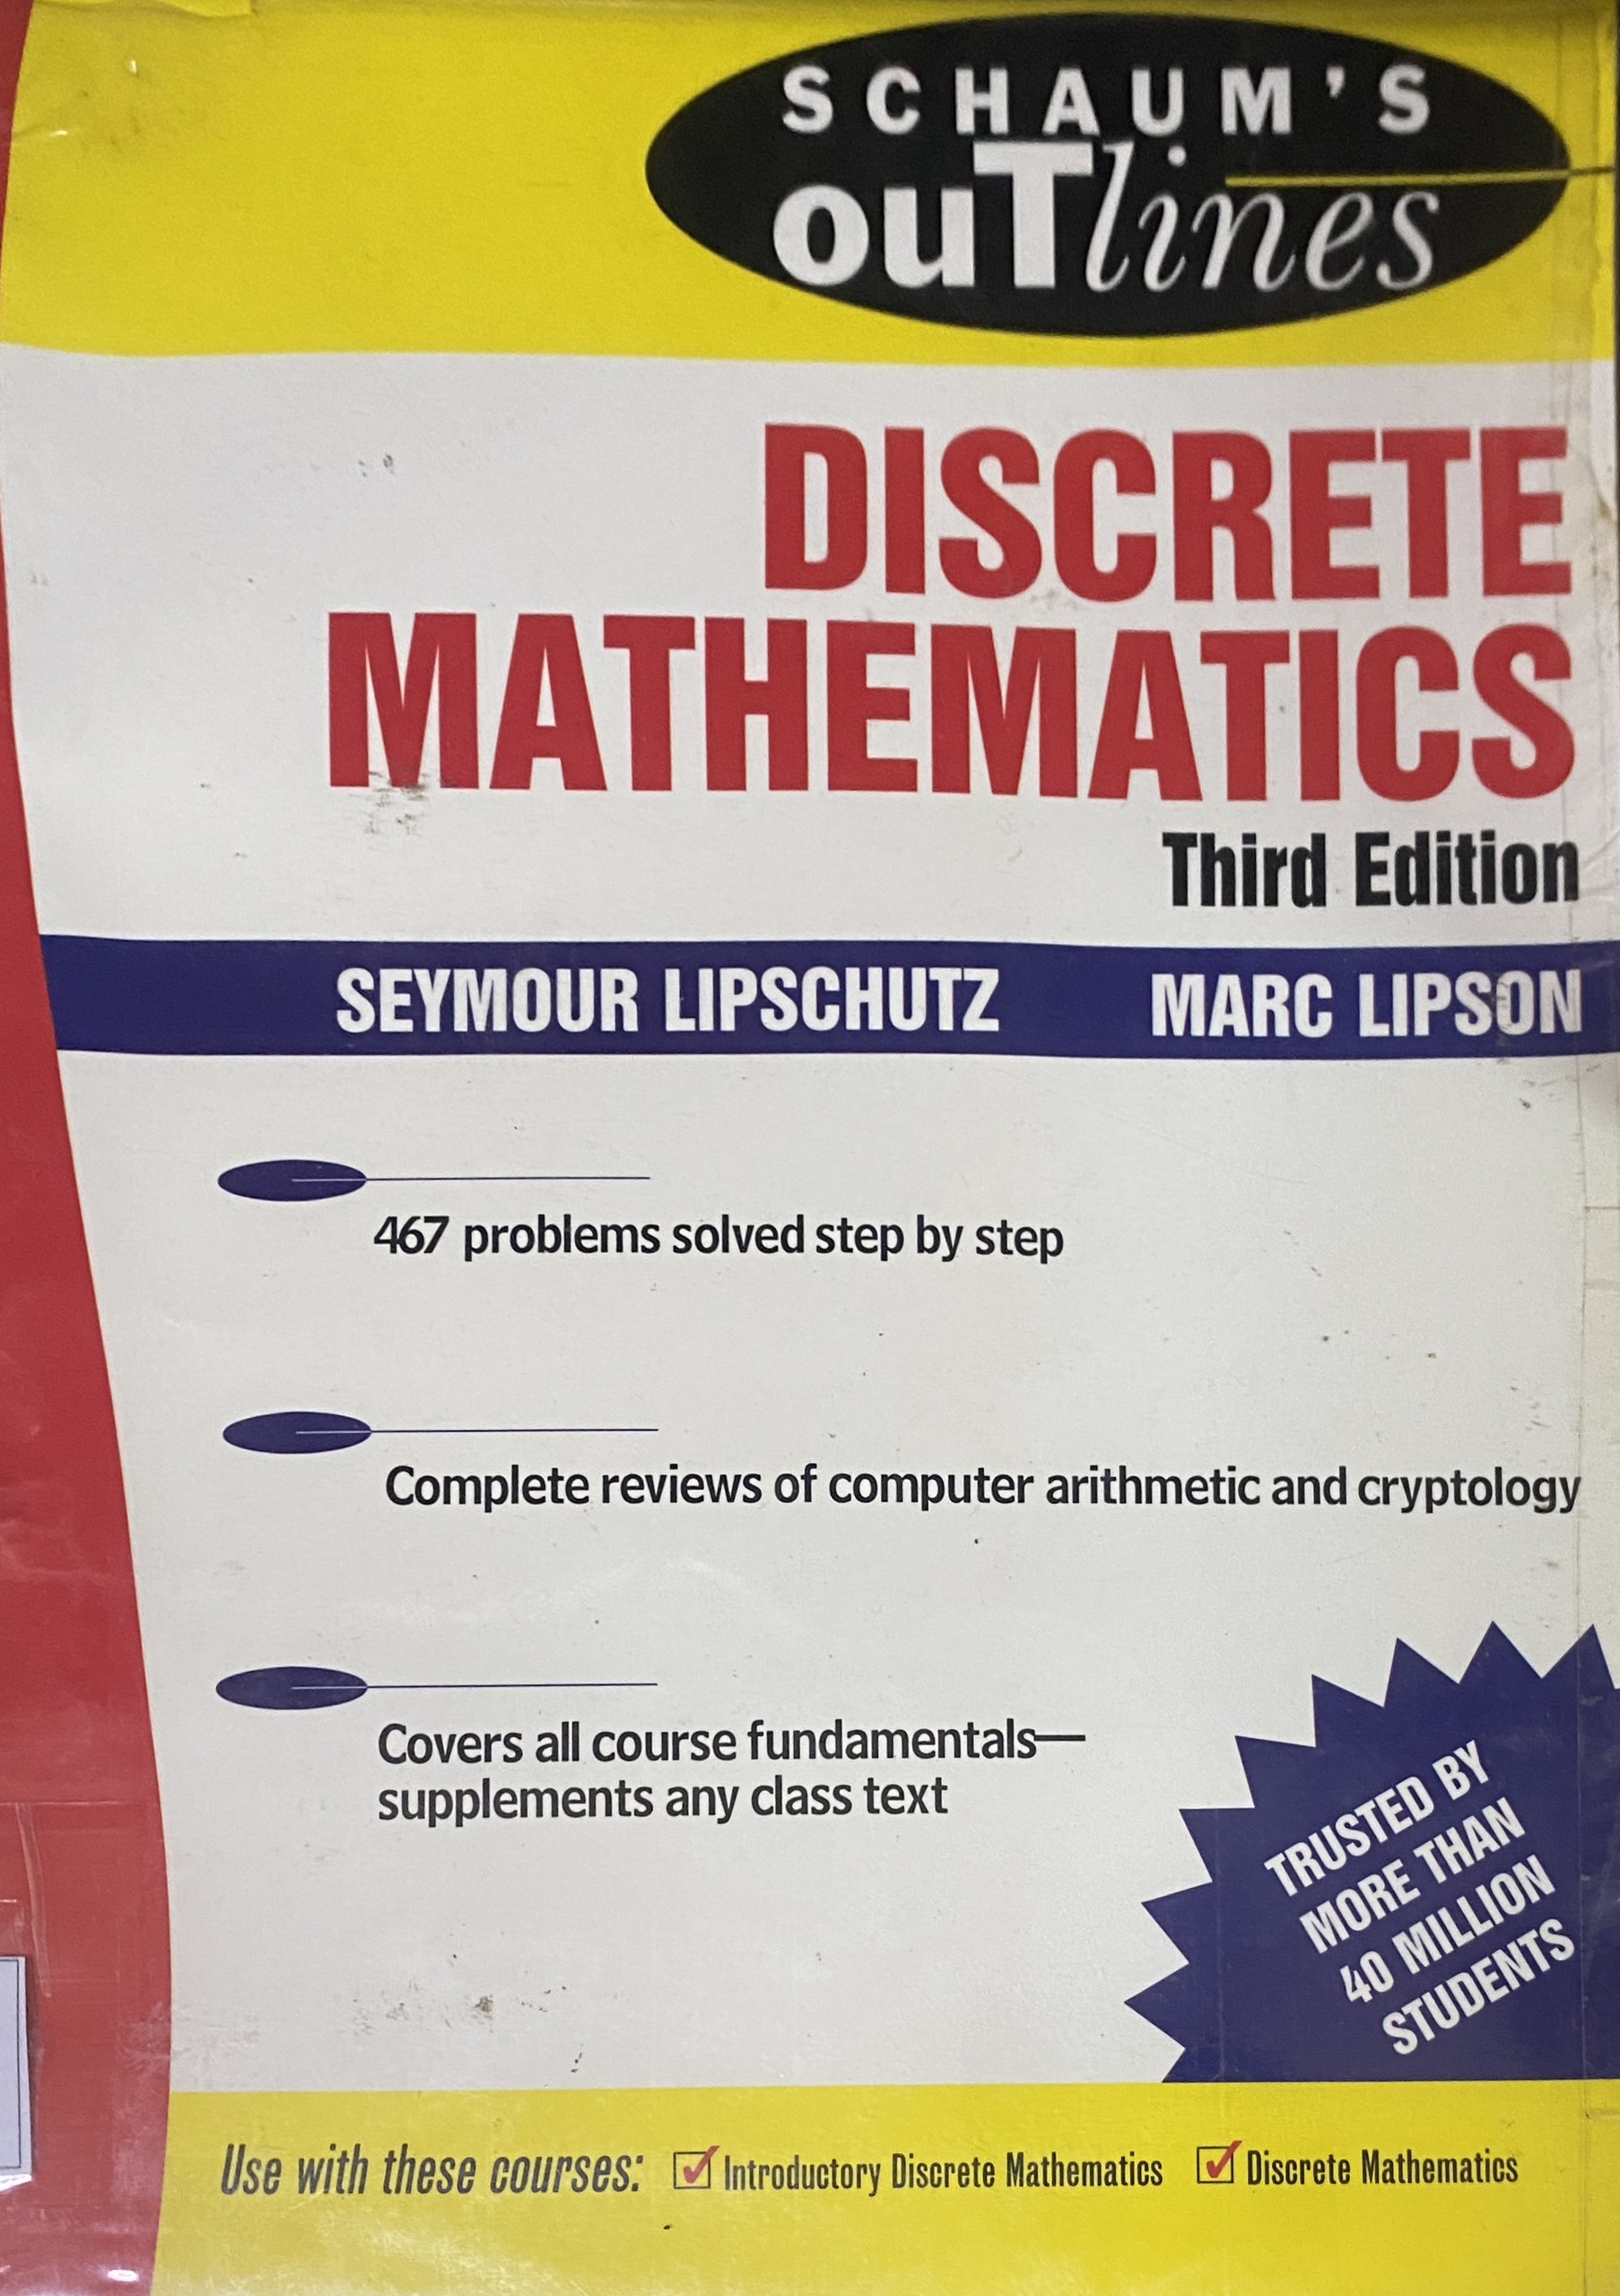 SCHAUM'S
ouTlines
DISCRETE
MATHEMATICS
Third Edition
SEYMOUR LIPSCHUTZ MARC LIPSON
467 problems solved step by step
Complete reviews of computer arithmetic and cryptology
Covers all course fundamentals—
supplements any class text
TRUSTED BY
MORE THAN
40 MILLION
STUDENTS
Use with these courses: Introductory Discrete Mathematics Discrete Mathematics